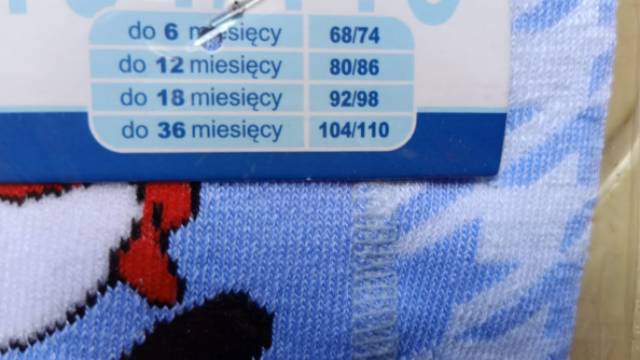 do 6 miesięcy 68/74
do 12 miesięcy 80/86
do 18 miesięcy 92/98
do 36 miesięcy 104/110